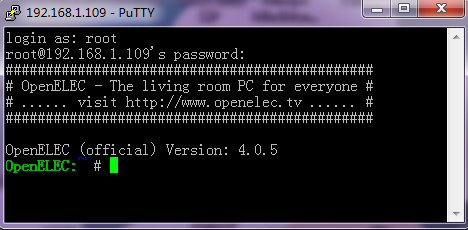 192.168.1.109 - PuTTY
login as: root
root@192.168.1.109's password:
##############################################
# OpenELEC - The living room PC for everyone #
# ...... visit http://www.openelec.tv ...... #
##############################################
OpenELEC (official) Version: 4.0.5
OpenELEC:~ #